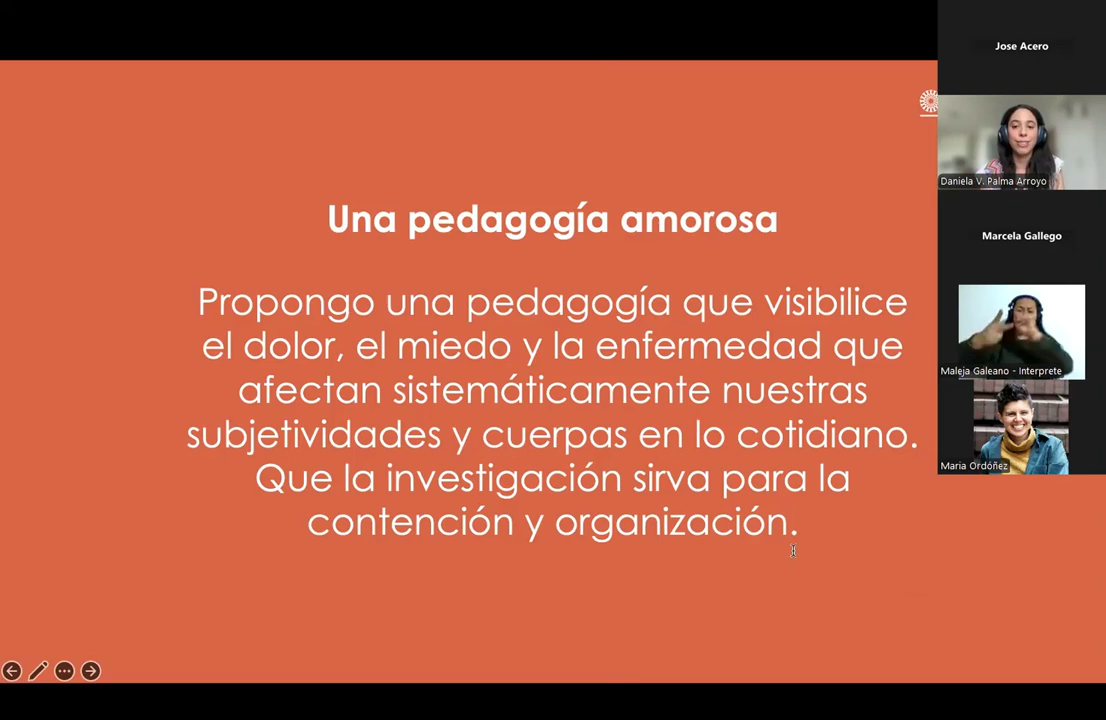 Jose Acero
Daniela V. Palma Arroyo
Marcela Gallego
Maleja Galeano - Interprete
Maria Ordóñez
Una pedagogía amorosa
Propongo una pedagogía que visibilice
el dolor, el miedo y la enfermedad que
afectan sistemáticamente nuestras
subjetividades y cuerpas en lo cotidiano.
Que la investigación sirva para la
contención y organización.